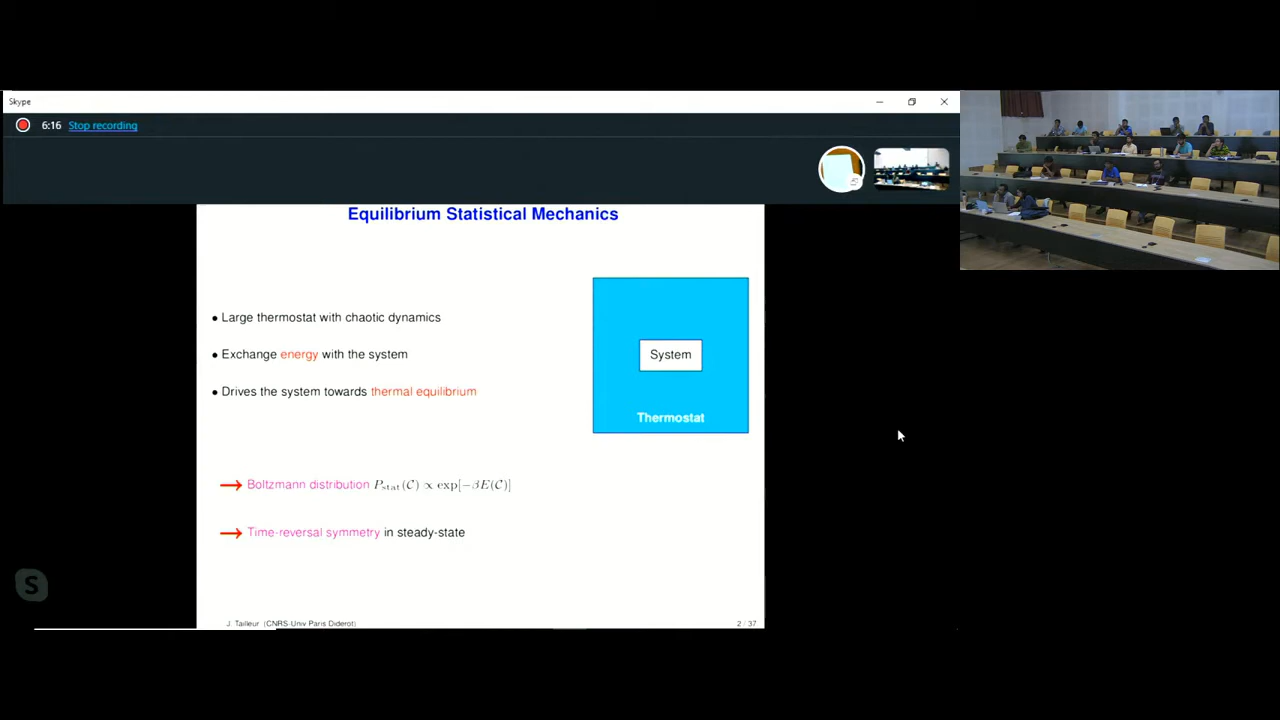 Skype
6:16 Stop recording
Equilibrium Statistical Mechanics
● Large thermostat with chaotic dynamics
● Exchange energy with the system
● Drives the system towards thermal equilibrium
System
Thermostat
→ Boltzmann distribution P_stat(𝒞) ∝ exp[−βE(𝒞)]
→ Time-reversal symmetry in steady-state
S
J. Tailleur (CNRS-Univ Paris Diderot)
2 / 37